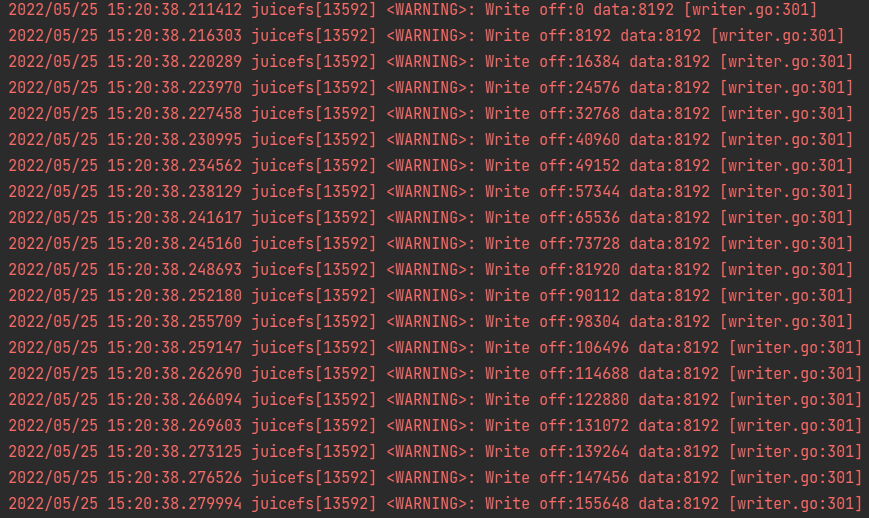 2022/05/25 15:20:38.211412 juicefs[13592] <WARNING>: Write off:0 data:8192 [writer.go:301]
2022/05/25 15:20:38.216303 juicefs[13592] <WARNING>: Write off:8192 data:8192 [writer.go:301]
2022/05/25 15:20:38.220289 juicefs[13592] <WARNING>: Write off:16384 data:8192 [writer.go:301]
2022/05/25 15:20:38.223970 juicefs[13592] <WARNING>: Write off:24576 data:8192 [writer.go:301]
2022/05/25 15:20:38.227458 juicefs[13592] <WARNING>: Write off:32768 data:8192 [writer.go:301]
2022/05/25 15:20:38.230995 juicefs[13592] <WARNING>: Write off:40960 data:8192 [writer.go:301]
2022/05/25 15:20:38.234562 juicefs[13592] <WARNING>: Write off:49152 data:8192 [writer.go:301]
2022/05/25 15:20:38.238129 juicefs[13592] <WARNING>: Write off:57344 data:8192 [writer.go:301]
2022/05/25 15:20:38.241617 juicefs[13592] <WARNING>: Write off:65536 data:8192 [writer.go:301]
2022/05/25 15:20:38.245160 juicefs[13592] <WARNING>: Write off:73728 data:8192 [writer.go:301]
2022/05/25 15:20:38.248693 juicefs[13592] <WARNING>: Write off:81920 data:8192 [writer.go:301]
2022/05/25 15:20:38.252180 juicefs[13592] <WARNING>: Write off:90112 data:8192 [writer.go:301]
2022/05/25 15:20:38.255709 juicefs[13592] <WARNING>: Write off:98304 data:8192 [writer.go:301]
2022/05/25 15:20:38.259147 juicefs[13592] <WARNING>: Write off:106496 data:8192 [writer.go:301]
2022/05/25 15:20:38.262690 juicefs[13592] <WARNING>: Write off:114688 data:8192 [writer.go:301]
2022/05/25 15:20:38.266094 juicefs[13592] <WARNING>: Write off:122880 data:8192 [writer.go:301]
2022/05/25 15:20:38.269603 juicefs[13592] <WARNING>: Write off:131072 data:8192 [writer.go:301]
2022/05/25 15:20:38.273125 juicefs[13592] <WARNING>: Write off:139264 data:8192 [writer.go:301]
2022/05/25 15:20:38.276526 juicefs[13592] <WARNING>: Write off:147456 data:8192 [writer.go:301]
2022/05/25 15:20:38.279994 juicefs[13592] <WARNING>: Write off:155648 data:8192 [writer.go:301]